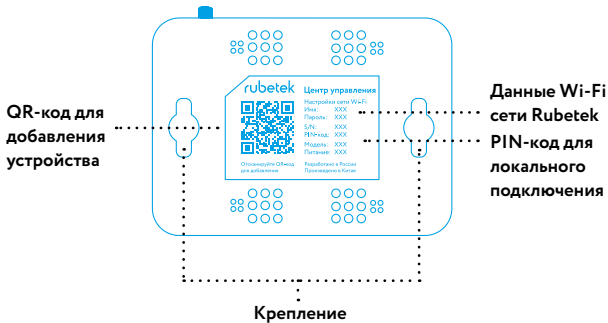 QR-код для
добавления
устройства
rubetek
Центр управления
Настройки сети Wi-Fi
Имя: XXX
Пароль: XXX
S/N: XXX
PIN-код: XXX
Модель: XXX
Питание: XXX
Отсканируйте QR-код
для добавления
Разработано в России
Произведено в Китае
Данные Wi-Fi
сети Rubetek
PIN-код для
локального
подключения
Крепление